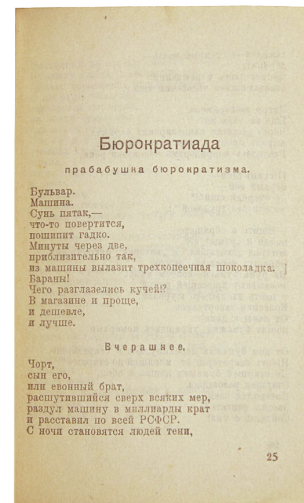 Бюрократиада
прабабушка бюрократизма.
Бульвар.
Машина.
Сунь пятак,—
что-то повертится,
пошипит гадко.
Минуты через две,
приблизительно так,
из машины вылазит трехкопеечная шоколадка.
Бараны!
Чего разглазелись кучей!?
В магазине и проще,
и дешевле,
и лучше.
Вчерашнее.
Чорт,
сын его,
или евонный брат,
расшутившийся сверх всяких мер,
раздул машину в миллиарды крат
и расставил по всей РСФСР.
С ночи становятся людей тени,
25